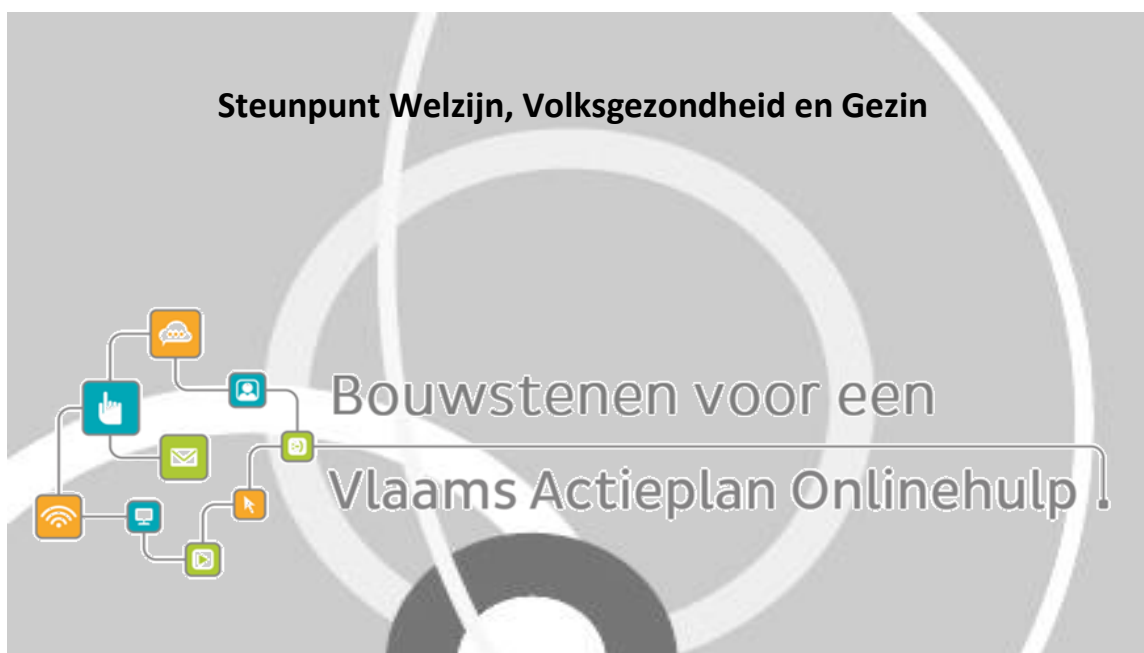 Steunpunt Welzijn, Volksgezondheid en Gezin
Bouwstenen voor een
Vlaams Actieplan Onlinehulp